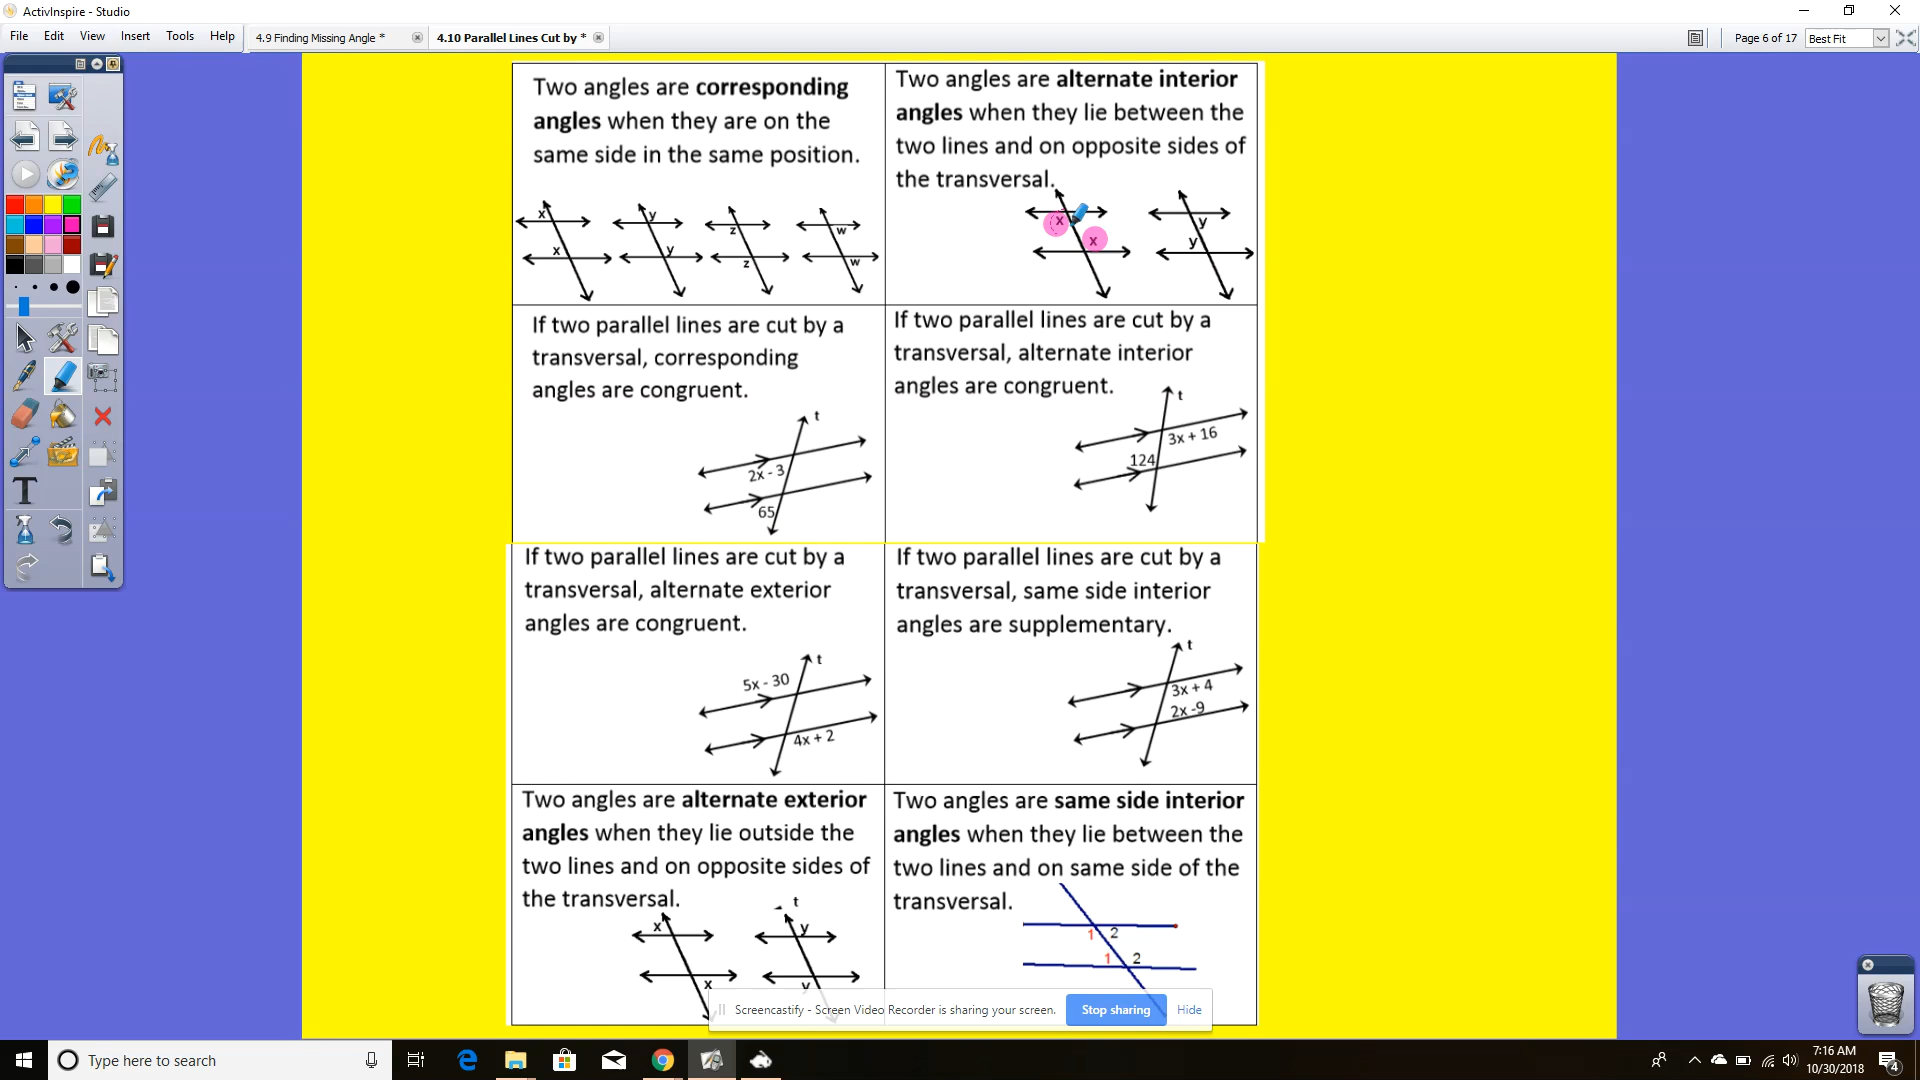 ActivInspire - Studio
File Edit View Insert Tools Help
4.9 Finding Missing Angle *
4.10 Parallel Lines Cut by *
Page 6 of 17
Best Fit
Two angles are corresponding
angles when they are on the
same side in the same position.
x
x
y
y
z
z
w
w
Two angles are alternate interior
angles when they lie between the
two lines and on opposite sides of
the transversal.
x
x
y
y
If two parallel lines are cut by a
transversal, corresponding
angles are congruent.
t
2x - 3
65
If two parallel lines are cut by a
transversal, alternate interior
angles are congruent.
t
3x + 16
124
If two parallel lines are cut by a
transversal, alternate exterior
angles are congruent.
t
5x - 30
4x + 2
If two parallel lines are cut by a
transversal, same side interior
angles are supplementary.
t
3x + 4
2x -9
Two angles are alternate exterior
angles when they lie outside the
two lines and on opposite sides of
the transversal.
x
x
t
y
y
Two angles are same side interior
angles when they lie between the
two lines and on same side of the
transversal.
1 2
1 2
Screencastify - Screen Video Recorder is sharing your screen.
Stop sharing
Hide
Type here to search
7:16 AM
10/30/2018
4